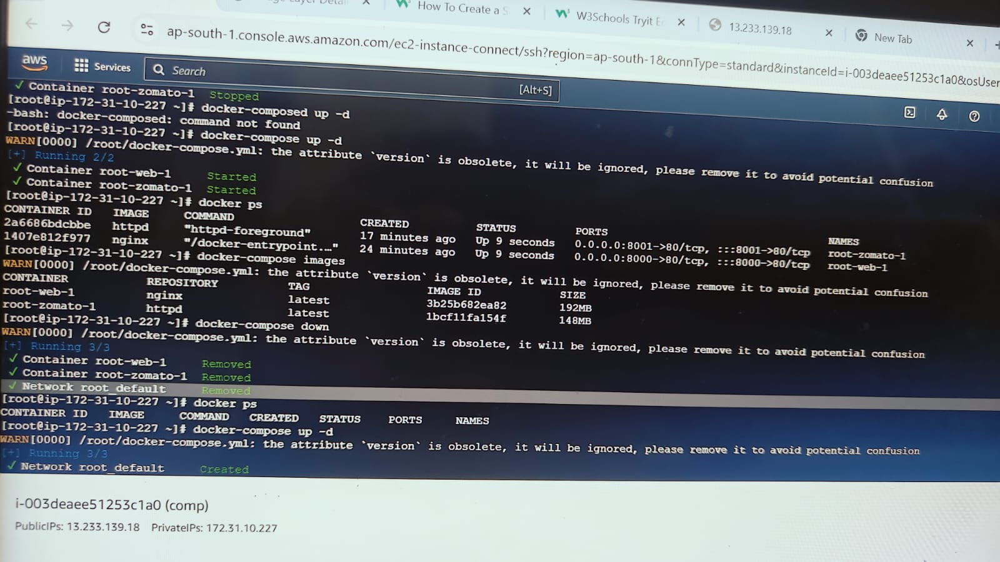 How To Create a S
W3Schools Tryit E
13.233.139.18
New Tab
ap-south-1.console.aws.amazon.com/ec2-instance-connect/ssh?region=ap-south-1&connType=standard&instanceId=i-003deaee51253c1a0&osUser
aws Services Search [Alt+S]
✓ Container root-zomato-1 Stopped
[root@ip-172-31-10-227 ~]# docker-composed up -d
-bash: docker-composed: command not found
[root@ip-172-31-10-227 ~]# docker-compose up -d
WARN[0000] /root/docker-compose.yml: the attribute `version` is obsolete, it will be ignored, please remove it to avoid potential confusion
[+] Running 2/2
✓ Container root-web-1 Started
✓ Container root-zomato-1 Started
[root@ip-172-31-10-227 ~]# docker ps
CONTAINER ID IMAGE COMMAND CREATED STATUS PORTS NAMES
2a6686bdcbbe httpd "httpd-foreground" 17 minutes ago Up 9 seconds 0.0.0.0:8001->80/tcp, :::8001->80/tcp root-zomato-1
1407e812f977 nginx "/docker-entrypoint.…" 24 minutes ago Up 9 seconds 0.0.0.0:8000->80/tcp, :::8000->80/tcp root-web-1
[root@ip-172-31-10-227 ~]# docker-compose images
WARN[0000] /root/docker-compose.yml: the attribute `version` is obsolete, it will be ignored, please remove it to avoid potential confusion
CONTAINER REPOSITORY TAG IMAGE ID SIZE
root-web-1 nginx latest 3b25b682ea82 192MB
root-zomato-1 httpd latest 1bcf11fa154f 148MB
[root@ip-172-31-10-227 ~]# docker-compose down
WARN[0000] /root/docker-compose.yml: the attribute `version` is obsolete, it will be ignored, please remove it to avoid potential confusion
[+] Running 3/3
✓ Container root-web-1 Removed
✓ Container root-zomato-1 Removed
✓ Network root_default Removed
[root@ip-172-31-10-227 ~]# docker ps
CONTAINER ID IMAGE COMMAND CREATED STATUS PORTS NAMES
[root@ip-172-31-10-227 ~]# docker-compose up -d
WARN[0000] /root/docker-compose.yml: the attribute `version` is obsolete, it will be ignored, please remove it to avoid potential confusion
[+] Running 3/3
✓ Network root_default Created
i-003deaee51253c1a0 (comp)
PublicIPs: 13.233.139.18 PrivateIPs: 172.31.10.227